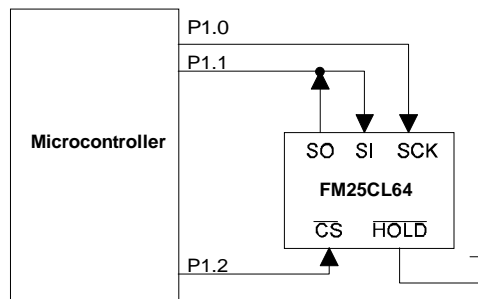 P1.0
P1.1
Microcontroller
SO SI SCK
FM25CL64
CS HOLD
P1.2